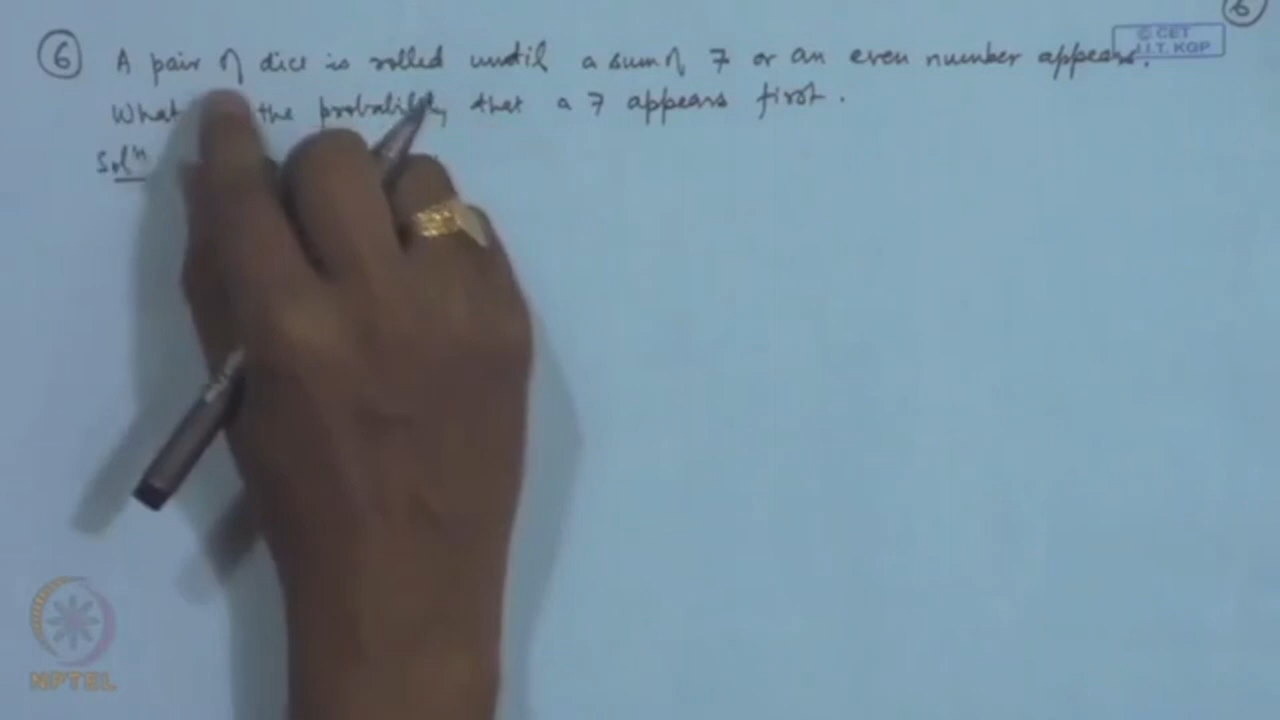 6
6 A pair of dice is rolled until a sum of 7 or an even number appears.
© CET
I.I.T. KGP
What the probability that a 7 appears first.
Solⁿ
NPTEL